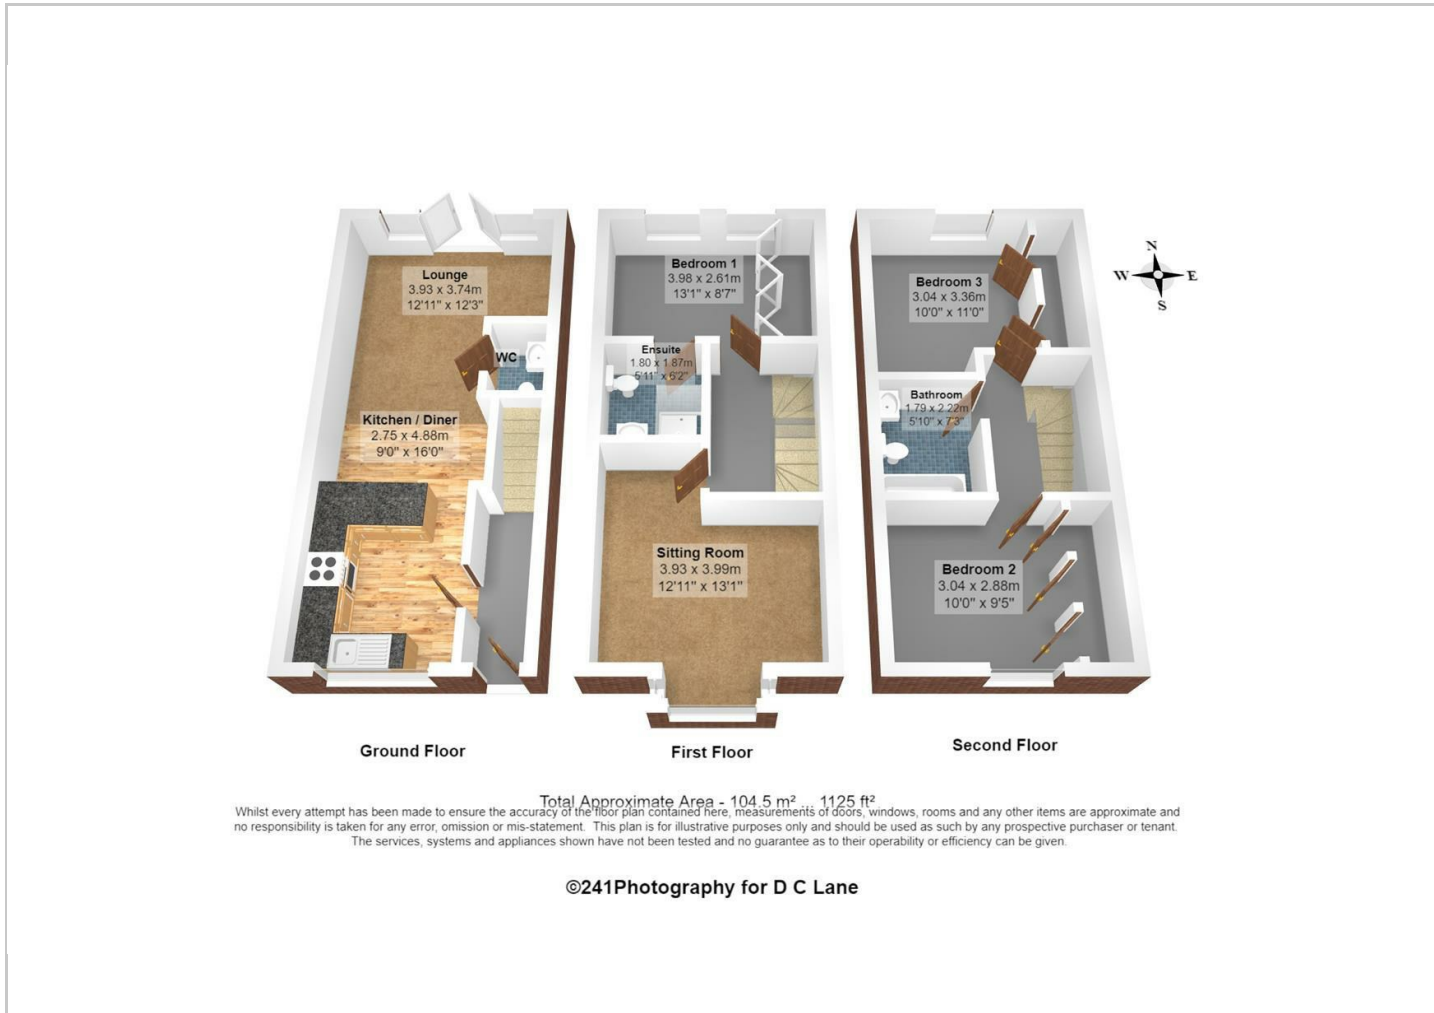 Lounge
3.93 x 3.74m
12'11" x 12'3"
WC
Kitchen / Diner
2.75 x 4.88m
9'0" x 16'0"
Ground Floor
Bedroom 1
3.98 x 2.61m
13'1" x 8'7"
Ensuite
1.80 x 1.87m
5'11" x 6'2"
Sitting Room
3.93 x 3.99m
12'11" x 13'1"
First Floor
Bedroom 3
3.04 x 3.36m
10'0" x 11'0"
Bathroom
1.79 x 2.22m
5'10" x 7'3"
Bedroom 2
3.04 x 2.88m
10'0" x 9'5"
Second Floor
N
W E
S
Total Approximate Area - 104.5 m² ... 1125 ft²
Whilst every attempt has been made to ensure the accuracy of the floor plan contained here, measurements of doors, windows, rooms and any other items are approximate and
no responsibility is taken for any error, omission or mis-statement. This plan is for illustrative purposes only and should be used as such by any prospective purchaser or tenant.
The services, systems and appliances shown have not been tested and no guarantee as to their operability or efficiency can be given.
©241Photography for D C Lane